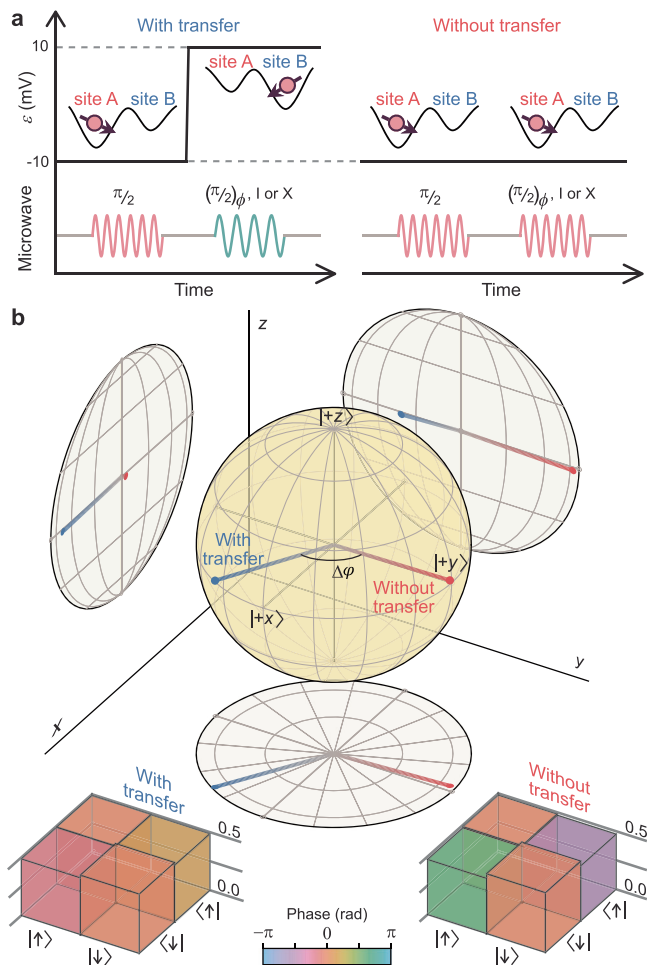 a
With transfer
Without transfer
10
ε (mV)
-10
site A site B
site A site B
site A site B
site A site B
Microwave
π/2
(π/2)ϕ, I or X
π/2
(π/2)ϕ, I or X
Time
Time
b
z
|+z⟩
With
transfer
Δφ
|+y⟩
Without
transfer
|+x⟩
x
y
With
transfer
Without
transfer
0.5
0.0
|↑⟩
|↓⟩
⟨↓|
⟨↑|
0.5
0.0
|↑⟩
|↓⟩
⟨↓|
⟨↑|
Phase (rad)
−π 0 π